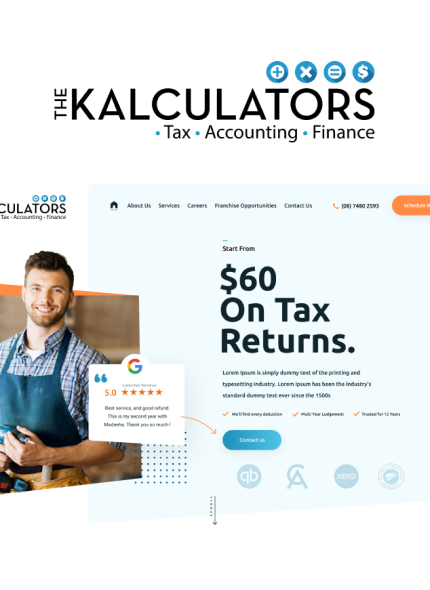 THE KALCULATORS
• Tax • Accounting • Finance
CULATORS
Tax • Accounting • Finance
About Us Services Careers Franchise Opportunities Contact Us (08) 7480 2593 Schedule A
Start From
$60
On Tax
Returns.
Lorem Ipsum is simply dummy text of the printing and
typesetting industry. Lorem Ipsum has been the industry's
standard dummy text ever since the 1500s
Customer Reviews
5.0
Best service, and good refund.
This is my second year with
Thank you so much !
We'll find every deduction Multi-Year Lodgement Trusted for 12 Years
Contact us
qb CA xero
SCROLL